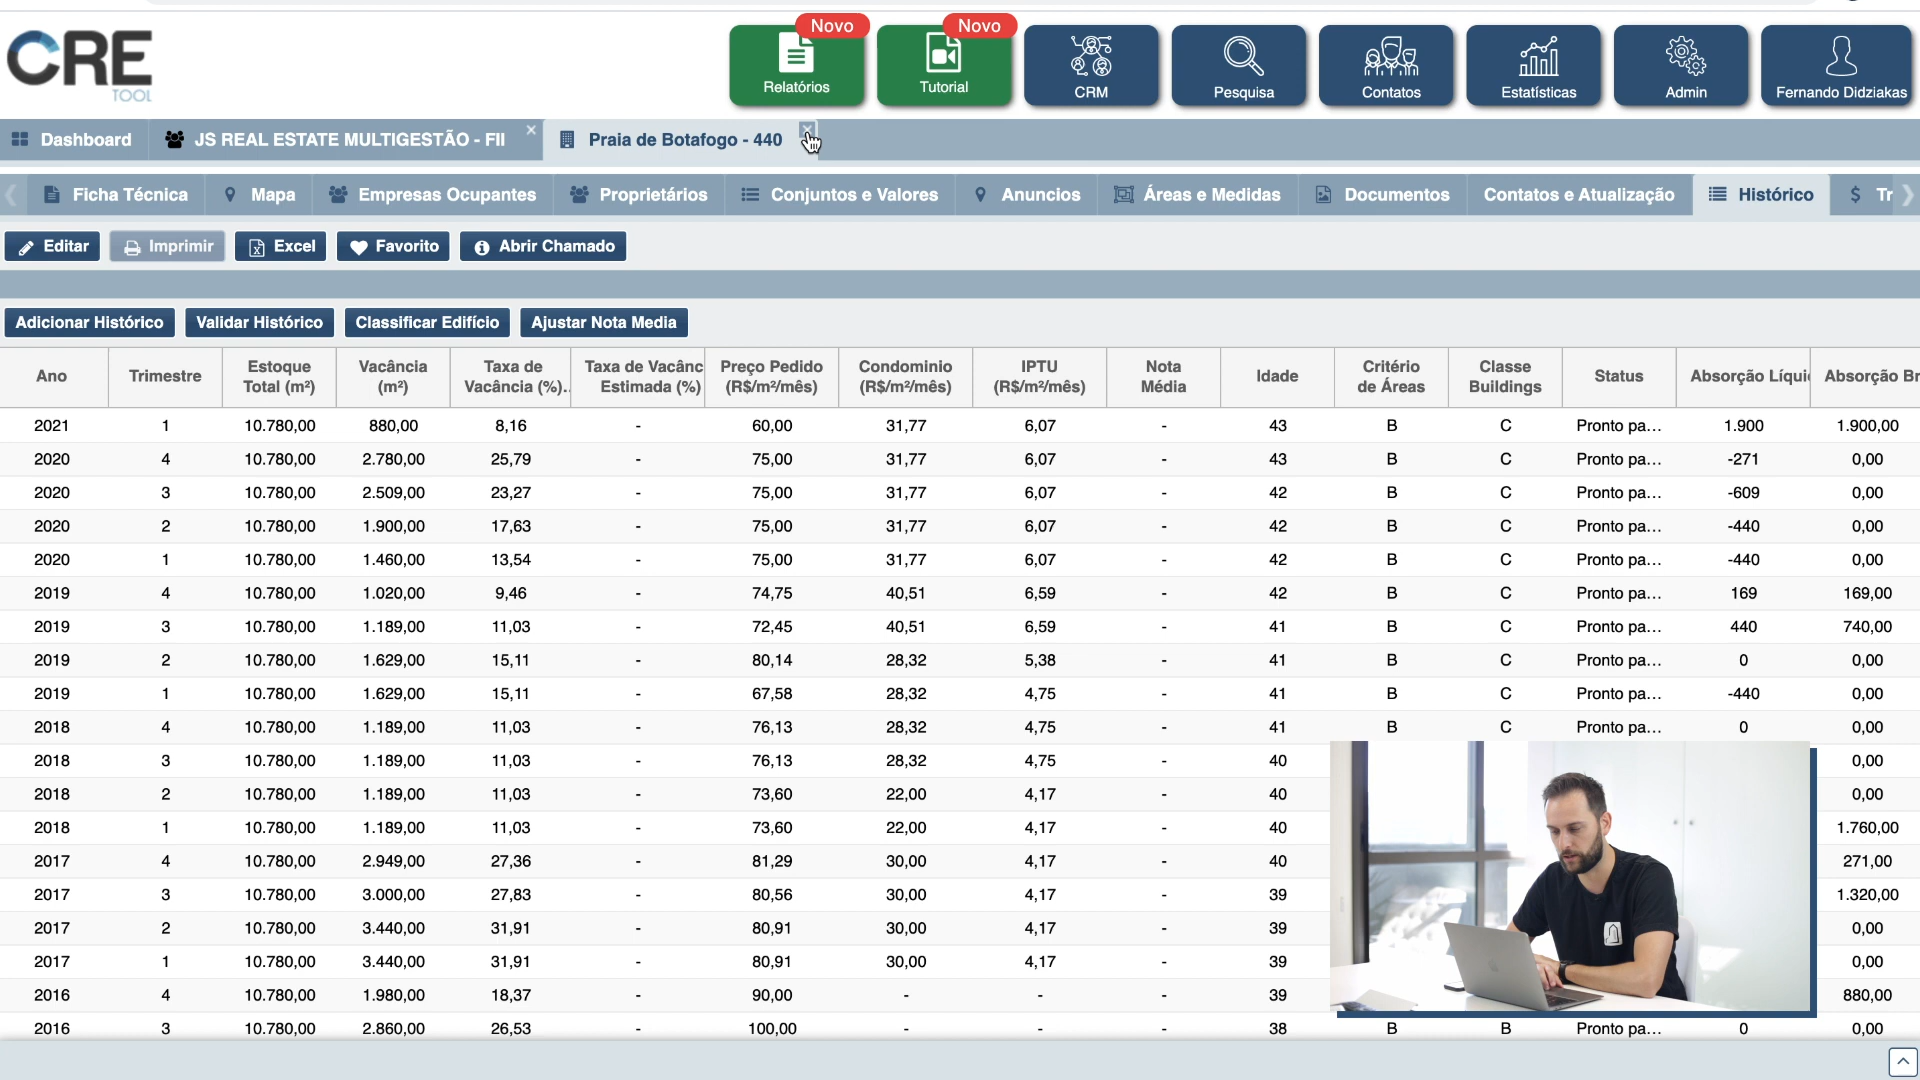 CRE
TOOL
Novo
Relatórios
Novo
Tutorial
CRM
Pesquisa
Contatos
Estatísticas
Admin
Fernando Didziakas
Dashboard
JS REAL ESTATE MULTIGESTÃO - FII
Praia de Botafogo - 440
Ficha Técnica
Mapa
Empresas Ocupantes
Proprietários
Conjuntos e Valores
Anuncios
Áreas e Medidas
Documentos
Contatos e Atualização
Histórico
Tr
Editar
Imprimir
Excel
Favorito
Abrir Chamado
Adicionar Histórico
Validar Histórico
Classificar Edifício
Ajustar Nota Media
Ano
Trimestre
Estoque
Total (m²)
Vacância
(m²)
Taxa de
Vacância (%)..
Taxa de Vacânc
Estimada (%)
Preço Pedido
(R$/m²/mês)
Condominio
(R$/m²/mês)
IPTU
(R$/m²/mês)
Nota
Média
Idade
Critério
de Áreas
Classe
Buildings
Status
Absorção Líqui
Absorção Br
2021 1 10.780,00 880,00 8,16 - 60,00 31,77 6,07 - 43 B C Pronto pa... 1.900 1.900,00
2020 4 10.780,00 2.780,00 25,79 - 75,00 31,77 6,07 - 43 B C Pronto pa... -271 0,00
2020 3 10.780,00 2.509,00 23,27 - 75,00 31,77 6,07 - 42 B C Pronto pa... -609 0,00
2020 2 10.780,00 1.900,00 17,63 - 75,00 31,77 6,07 - 42 B C Pronto pa... -440 0,00
2020 1 10.780,00 1.460,00 13,54 - 75,00 31,77 6,07 - 42 B C Pronto pa... -440 0,00
2019 4 10.780,00 1.020,00 9,46 - 74,75 40,51 6,59 - 42 B C Pronto pa... 169 169,00
2019 3 10.780,00 1.189,00 11,03 - 72,45 40,51 6,59 - 41 B C Pronto pa... 440 740,00
2019 2 10.780,00 1.629,00 15,11 - 80,14 28,32 5,38 - 41 B C Pronto pa... 0 0,00
2019 1 10.780,00 1.629,00 15,11 - 67,58 28,32 4,75 - 41 B C Pronto pa... -440 0,00
2018 4 10.780,00 1.189,00 11,03 - 76,13 28,32 4,75 - 41 B C Pronto pa... 0 0,00
2018 3 10.780,00 1.189,00 11,03 - 76,13 28,32 4,75 - 40 0,00
2018 2 10.780,00 1.189,00 11,03 - 73,60 22,00 4,17 - 40 0,00
2018 1 10.780,00 1.189,00 11,03 - 73,60 22,00 4,17 - 40 1.760,00
2017 4 10.780,00 2.949,00 27,36 - 81,29 30,00 4,17 - 40 271,00
2017 3 10.780,00 3.000,00 27,83 - 80,56 30,00 4,17 - 39 1.320,00
2017 2 10.780,00 3.440,00 31,91 - 80,91 30,00 4,17 - 39 0,00
2017 1 10.780,00 3.440,00 31,91 - 80,91 30,00 4,17 - 39 0,00
2016 4 10.780,00 1.980,00 18,37 - 90,00 - - - 39 880,00
2016 3 10.780,00 2.860,00 26,53 - 100,00 - - - 38 B B Pronto pa... 0 0,00